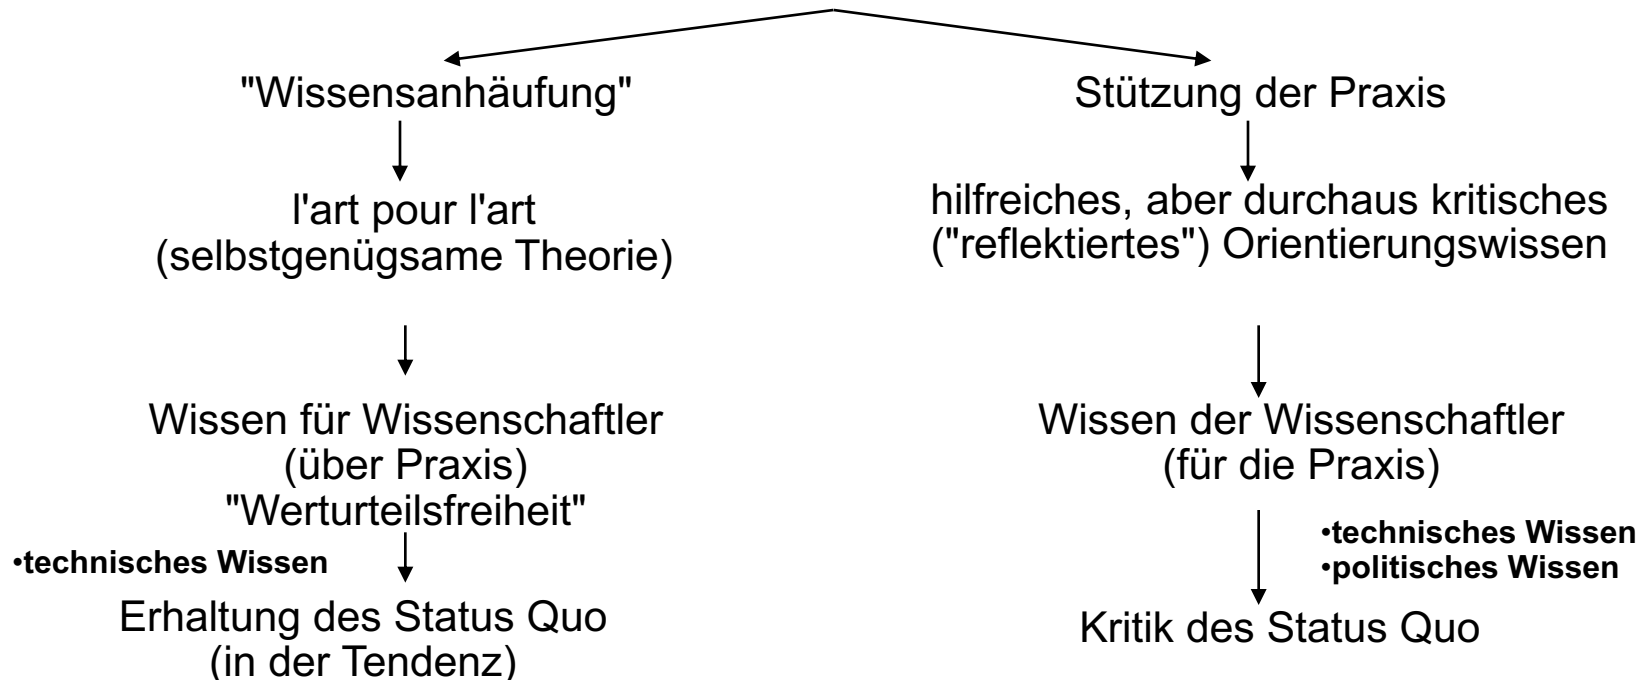 "Wissensanhäufung"
l'art pour l'art
(selbstgenügsame Theorie)
Wissen für Wissenschaftler
(über Praxis)
"Werturteilsfreiheit"
•technisches Wissen
Erhaltung des Status Quo
(in der Tendenz)
Stützung der Praxis
hilfreiches, aber durchaus kritisches
("reflektiertes") Orientierungswissen
Wissen der Wissenschaftler
(für die Praxis)
•technisches Wissen
•politisches Wissen
Kritik des Status Quo